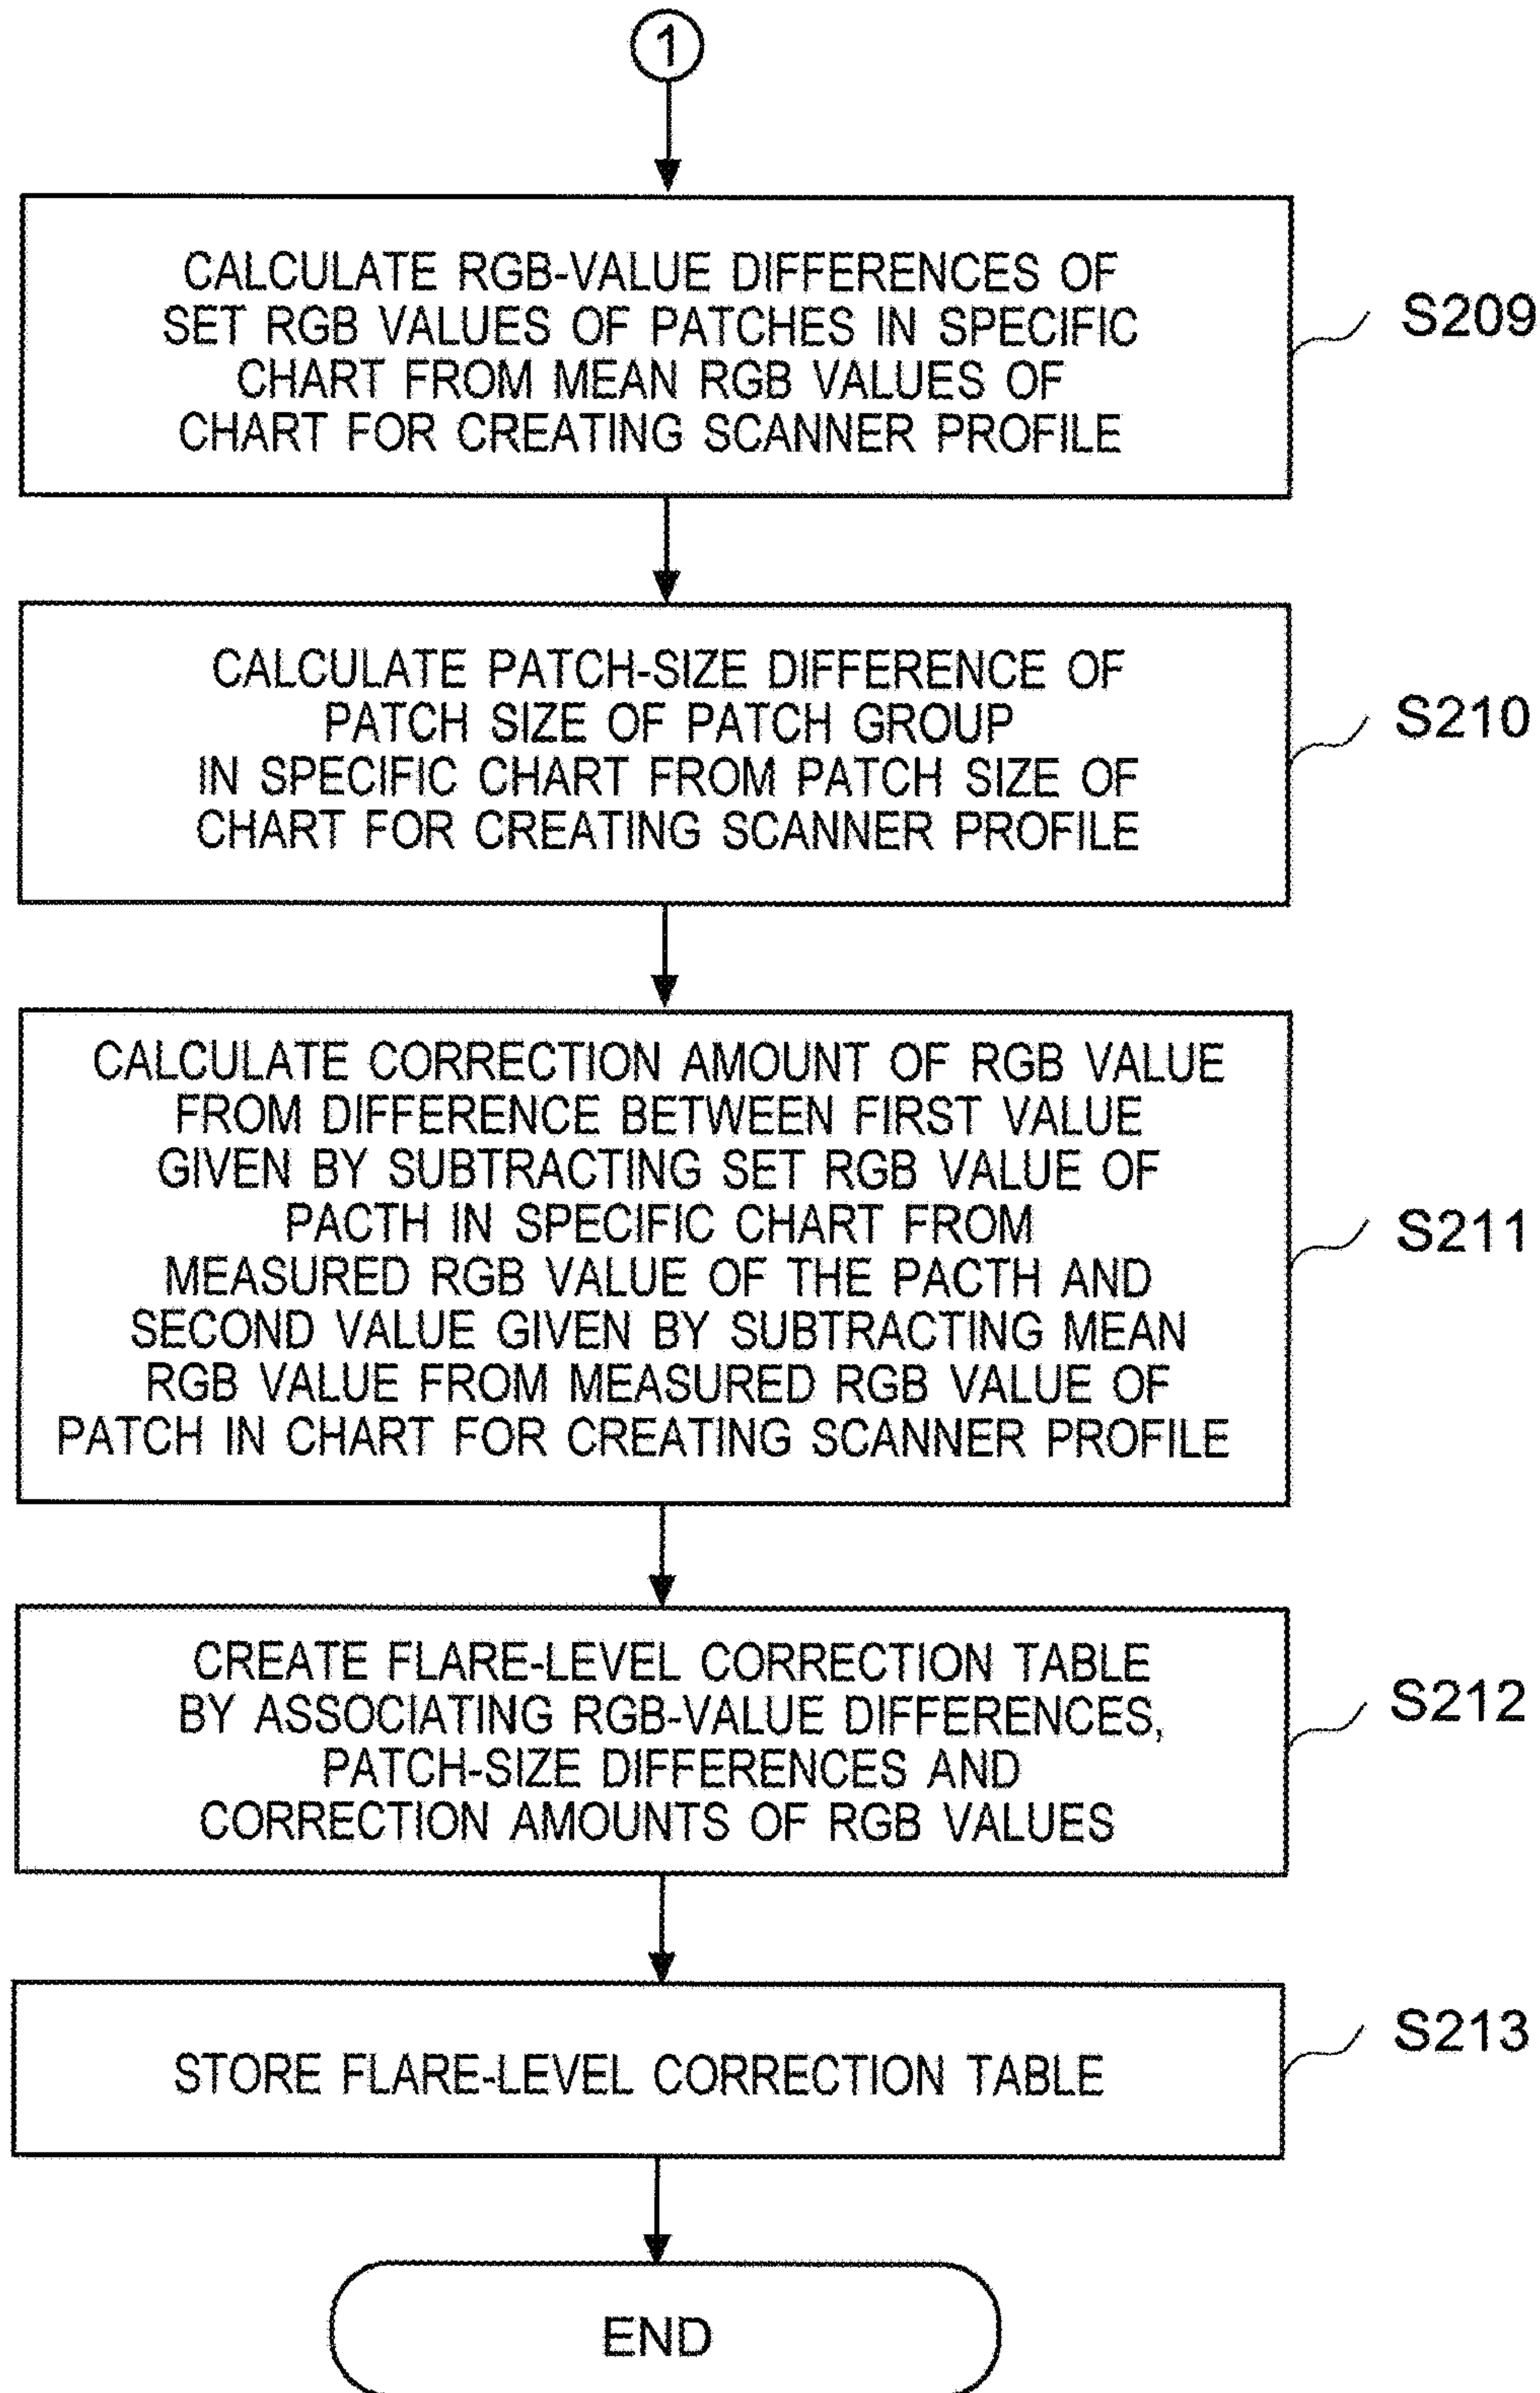 1
CALCULATE RGB-VALUE DIFFERENCES OF
SET RGB VALUES OF PATCHES IN SPECIFIC
CHART FROM MEAN RGB VALUES OF
CHART FOR CREATING SCANNER PROFILE
S209
CALCULATE PATCH-SIZE DIFFERENCE OF
PATCH SIZE OF PATCH GROUP
IN SPECIFIC CHART FROM PATCH SIZE OF
CHART FOR CREATING SCANNER PROFILE
S210
CALCULATE CORRECTION AMOUNT OF RGB VALUE
FROM DIFFERENCE BETWEEN FIRST VALUE
GIVEN BY SUBTRACTING SET RGB VALUE OF
PACTH IN SPECIFIC CHART FROM
MEASURED RGB VALUE OF THE PACTH AND
SECOND VALUE GIVEN BY SUBTRACTING MEAN
RGB VALUE FROM MEASURED RGB VALUE OF
PATCH IN CHART FOR CREATING SCANNER PROFILE
S211
CREATE FLARE-LEVEL CORRECTION TABLE
BY ASSOCIATING RGB-VALUE DIFFERENCES,
PATCH-SIZE DIFFERENCES AND
CORRECTION AMOUNTS OF RGB VALUES
S212
STORE FLARE-LEVEL CORRECTION TABLE
S213
END